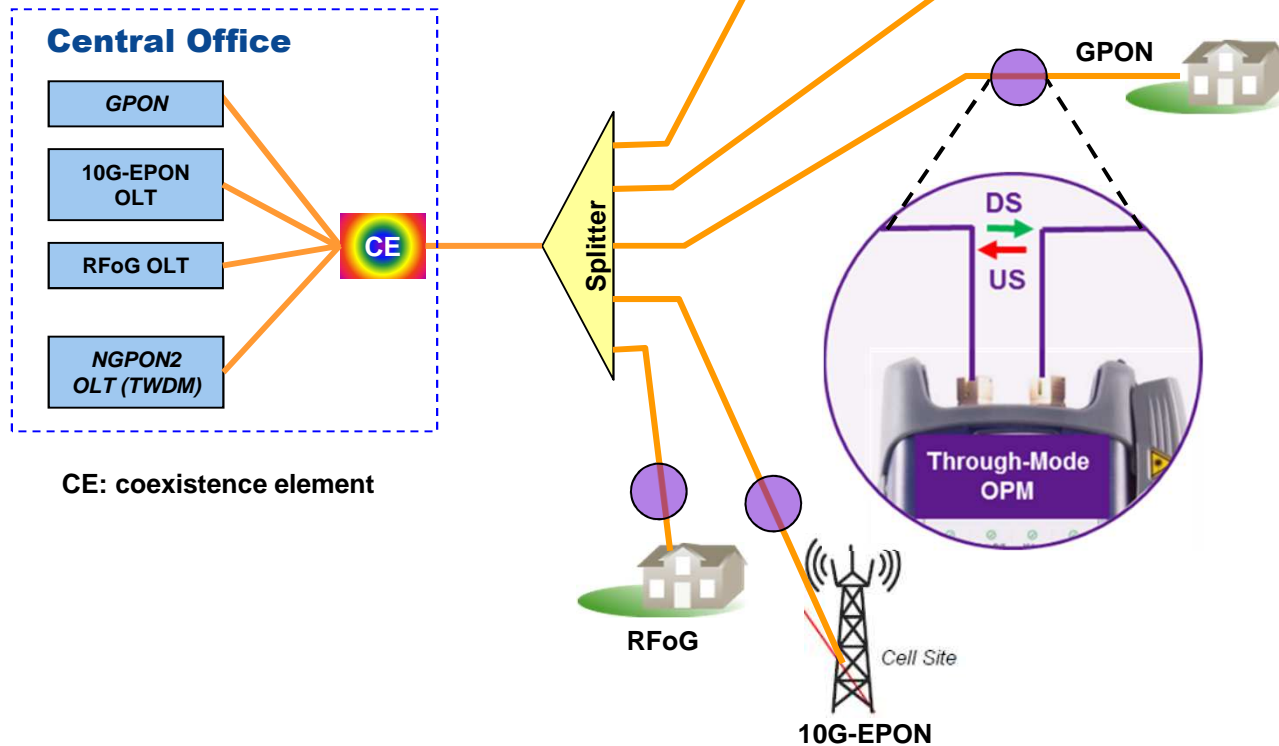 Central Office
GPON
10G-EPON
OLT
RFoG OLT
NGPON2
OLT (TWDM)
CE
CE: coexistence element
Splitter
GPON
DS
US
Through-Mode
OPM
RFoG
Cell Site
10G-EPON